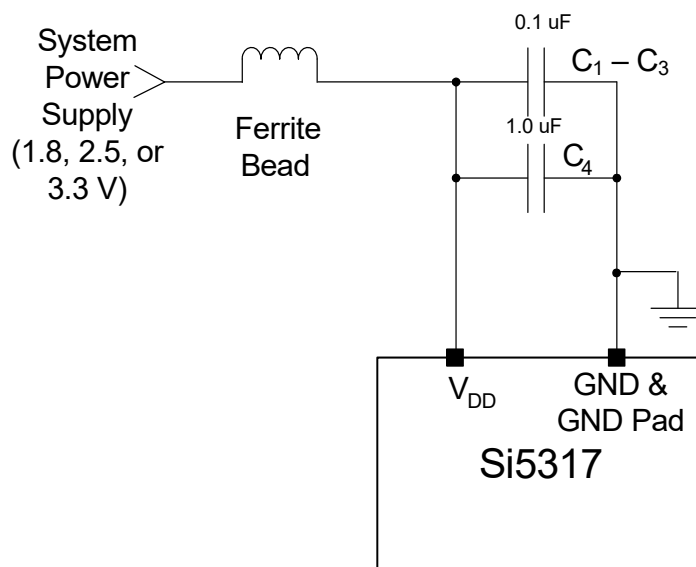 System
Power
Supply
(1.8, 2.5, or
3.3 V)
Ferrite
Bead
0.1 uF
C₁ – C₃
1.0 uF
C₄
V_DD
GND &
GND Pad
Si5317